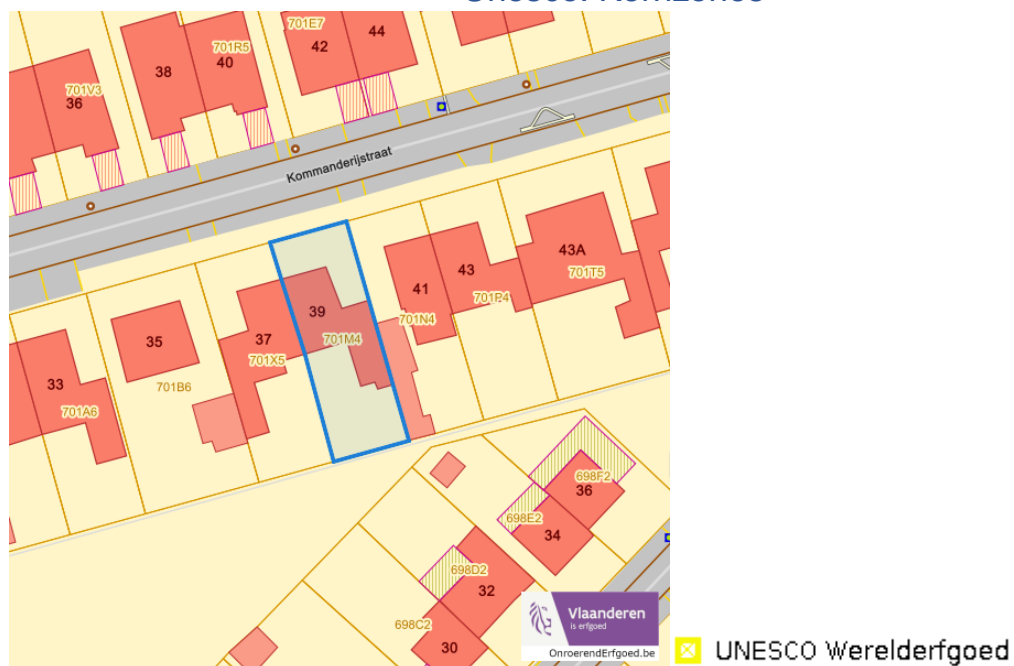 Unesco: Kernzones
701E7
44
42
701R5
40
38
701V3
36
Kommanderijstraat
43A
701T5
43
41
701P4
701N4
39
701M4
37
701X5
35
701B6
33
701A6
698F2
36
698E2
34
698D2
32
698C2
30
Vlaanderen
is erfgoed
OnroerendErfgoed.be
UNESCO Werelderfgoed